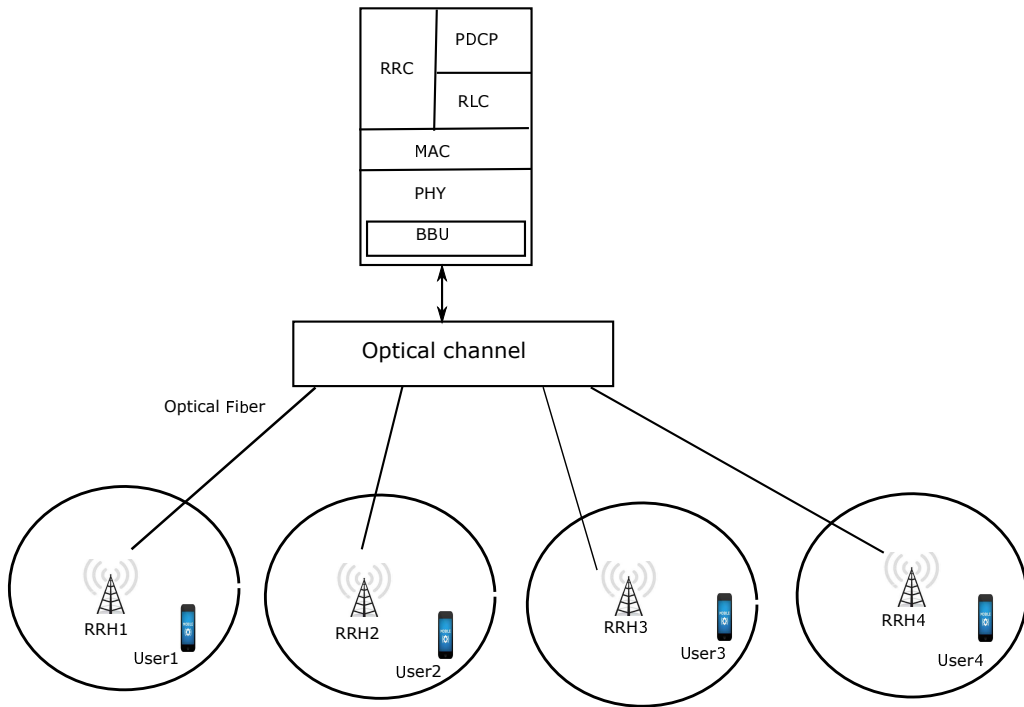 PDCP
RRC
RLC
MAC
PHY
BBU
Optical channel
Optical Fiber
RRH1
User1
RRH2
User2
RRH3
User3
RRH4
User4